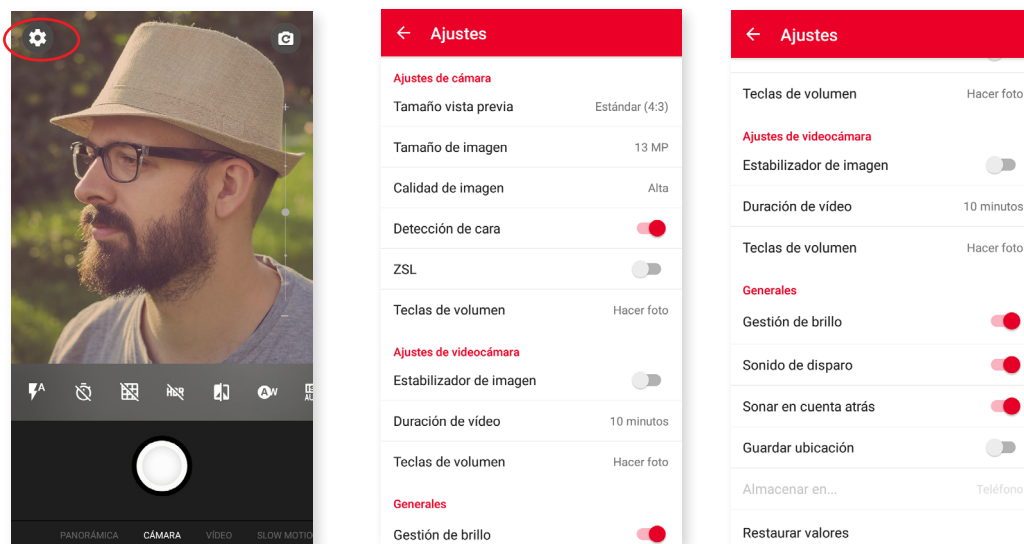 A
HDR
AW
PANORÁMICA CÁMARA VÍDEO SLOW MOTIO
Ajustes
Ajustes de cámara
Tamaño vista previa Estándar (4:3)
Tamaño de imagen 13 MP
Calidad de imagen Alta
Detección de cara
ZSL
Teclas de volumen Hacer foto
Ajustes de videocámara
Estabilizador de imagen
Duración de vídeo 10 minutos
Teclas de volumen Hacer foto
Generales
Gestión de brillo
Ajustes
Teclas de volumen Hacer foto
Ajustes de videocámara
Estabilizador de imagen
Duración de vídeo 10 minutos
Teclas de volumen Hacer foto
Generales
Gestión de brillo
Sonido de disparo
Sonar en cuenta atrás
Guardar ubicación
Almacenar en... Teléfono
Restaurar valores